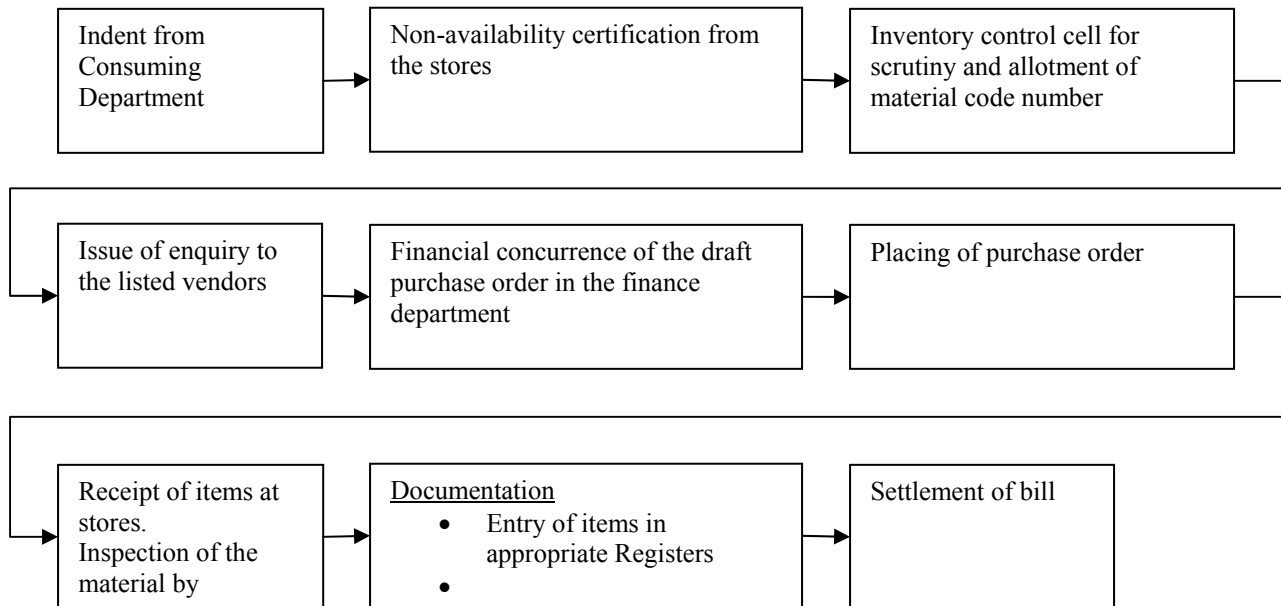 Indent from
Consuming
Department
Non-availability certification from
the stores
Inventory control cell for
scrutiny and allotment of
material code number
Issue of enquiry to
the listed vendors
Financial concurrence of the draft
purchase order in the finance
department
Placing of purchase order
Receipt of items at
stores.
Inspection of the
material by
Documentation
• Entry of items in
appropriate Registers
•
Settlement of bill